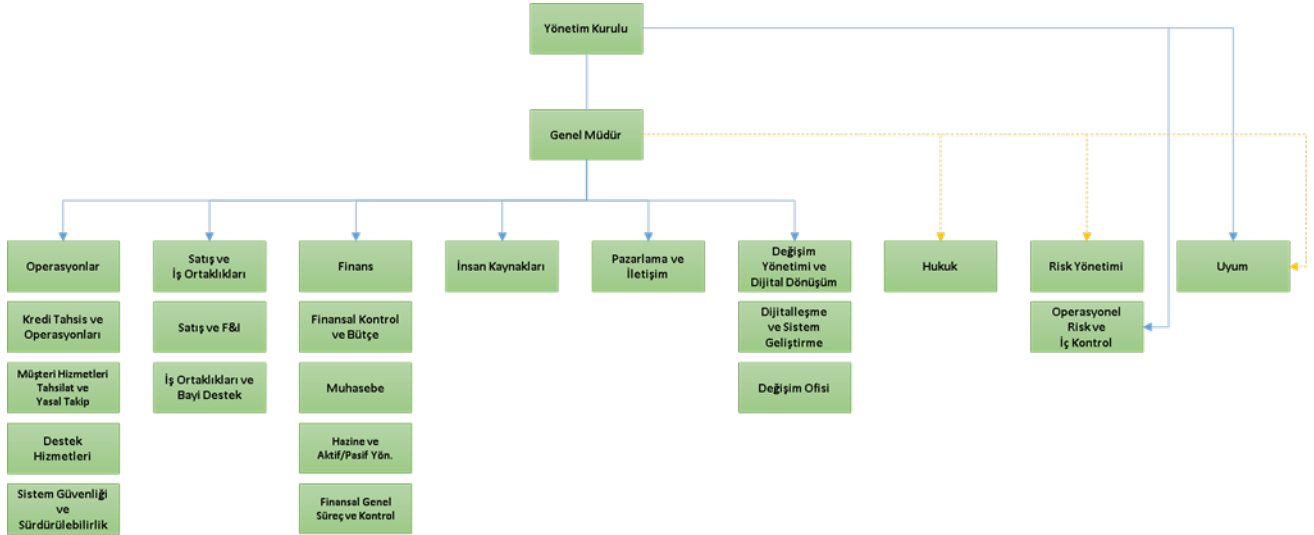 Yönetim Kurulu
Genel Müdür
Operasyonlar
Satış ve
İş Ortaklıkları
Finans
İnsan Kaynakları
Pazarlama ve
İletişim
Değişim
Yönetimi ve
Dijital Dönüşüm
Hukuk
Risk Yönetimi
Uyum
Kredi Tahsis ve
Operasyonları
Satış ve F&I
Finansal Kontrol
ve Bütçe
Dijitalleşme
ve Sistem
Geliştirme
Operasyonel
Risk ve
İç Kontrol
Müşteri Hizmetleri
Tahsilat ve
Yasal Takip
İş Ortaklıkları ve
Bayi Destek
Muhasebe
Değişim Ofisi
Destek
Hizmetleri
Hazine ve
Aktif/Pasif Yön.
Sistem Güvenliği
ve
Sürdürülebilirlik
Finansal Genel
Süreç ve Kontrol